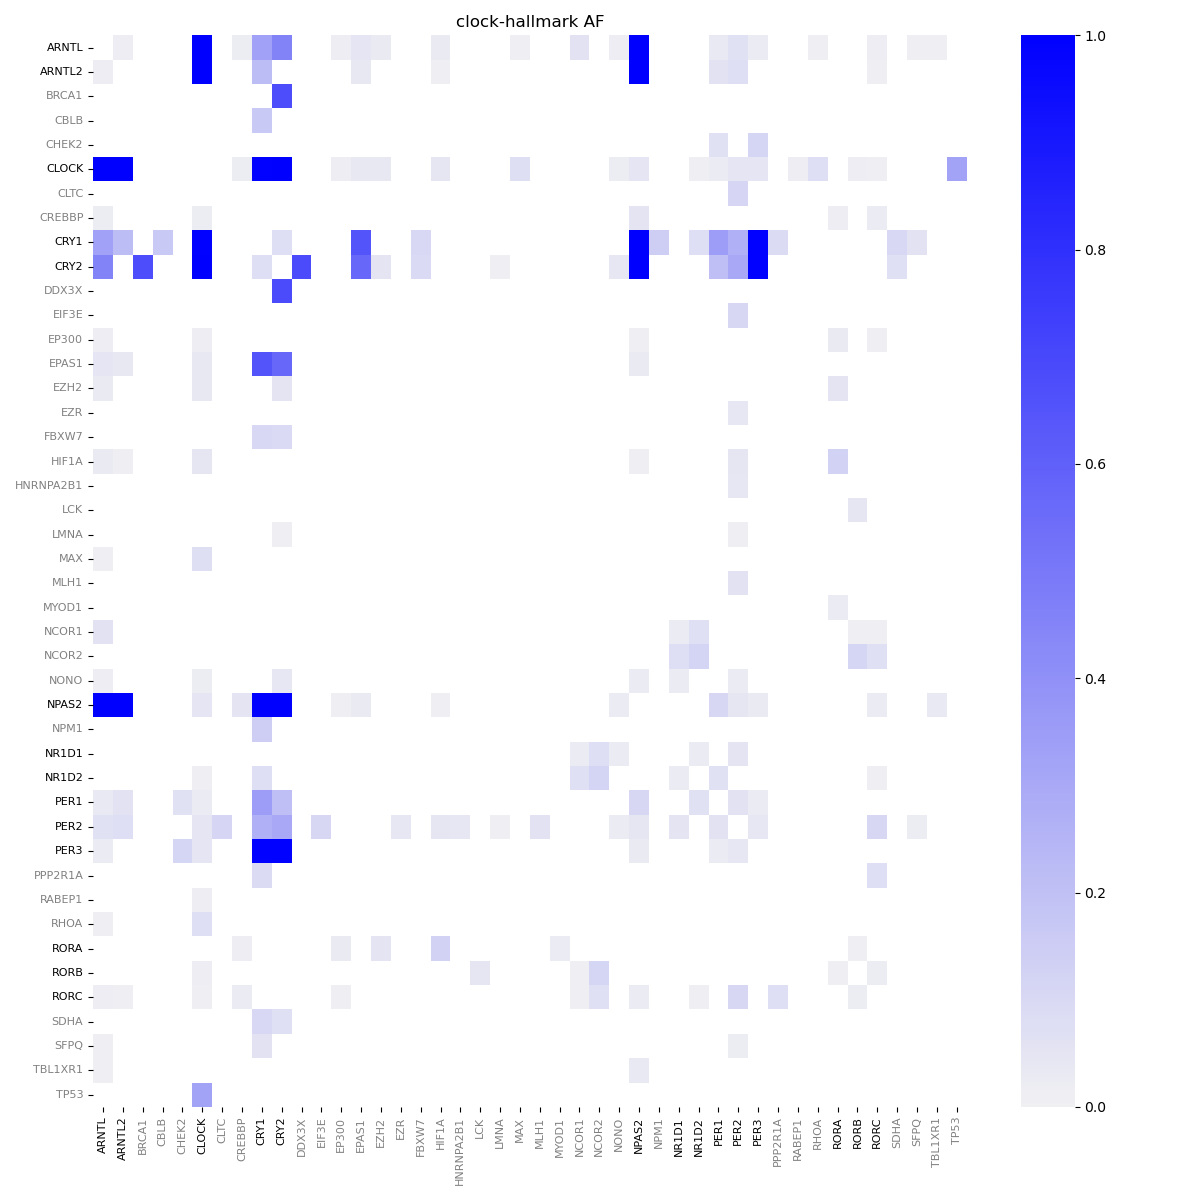 clock-hallmark AF
ARNTL
ARNTL2
BRCA1
CBLB
CHEK2
CLOCK
CLTC
CREBBP
CRY1
CRY2
DDX3X
EIF3E
EP300
EPAS1
EZH2
EZR
FBXW7
HIF1A
HNRNPA2B1
LCK
LMNA
MAX
MLH1
MYOD1
NCOR1
NCOR2
NONO
NPAS2
NPM1
NR1D1
NR1D2
PER1
PER2
PER3
PPP2R1A
RABEP1
RHOA
RORA
RORB
RORC
SDHA
SFPQ
TBL1XR1
TP53
ARNTL
ARNTL2
BRCA1
CBLB
CHEK2
CLOCK
CLTC
CREBBP
CRY1
CRY2
DDX3X
EIF3E
EP300
EPAS1
EZH2
EZR
FBXW7
HIF1A
HNRNPA2B1
LCK
LMNA
MAX
MLH1
MYOD1
NCOR1
NCOR2
NONO
NPAS2
NPM1
NR1D1
NR1D2
PER1
PER2
PER3
PPP2R1A
RABEP1
RHOA
RORA
RORB
RORC
SDHA
SFPQ
TBL1XR1
TP53
1.0
0.8
0.6
0.4
0.2
0.0